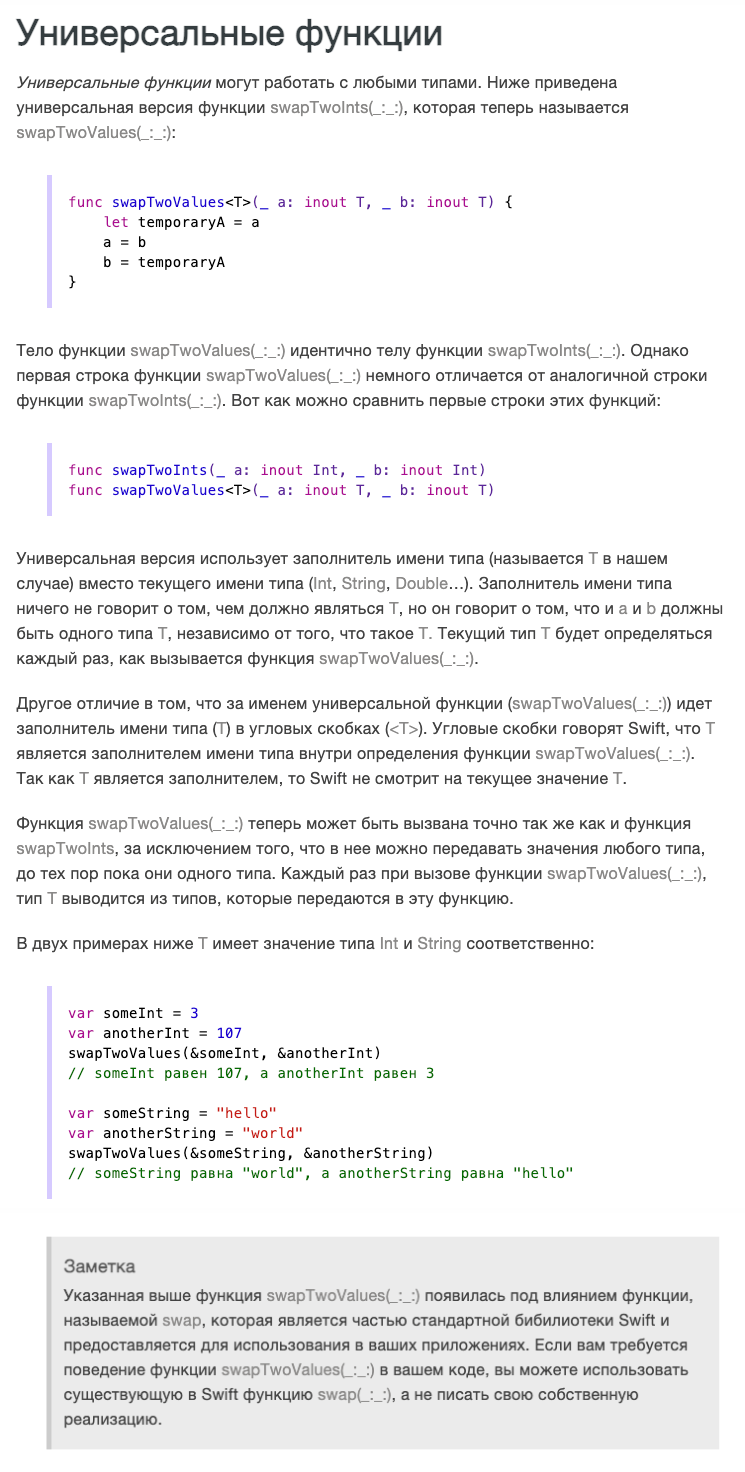 Универсальные функции
Универсальные функции могут работать с любыми типами. Ниже приведена
универсальная версия функции swapTwoInts(_:_:), которая теперь называется
swapTwoValues(_:_:):
func swapTwoValues<T>(_ a: inout T, _ b: inout T) {
    let temporaryA = a
    a = b
    b = temporaryA
}
Тело функции swapTwoValues(_:_:) идентично телу функции swapTwoInts(_:_:). Однако
первая строка функции swapTwoValues(_:_:) немного отличается от аналогичной строки
функции swapTwoInts(_:_:). Вот как можно сравнить первые строки этих функций:
func swapTwoInts(_ a: inout Int, _ b: inout Int)
func swapTwoValues<T>(_ a: inout T, _ b: inout T)
Универсальная версия использует заполнитель имени типа (называется T в нашем
случае) вместо текущего имени типа (Int, String, Double…). Заполнитель имени типа
ничего не говорит о том, чем должно являться T, но он говорит о том, что и a и b должны
быть одного типа T, независимо от того, что такое T. Текущий тип T будет определяться
каждый раз, как вызывается функция swapTwoValues(_:_:).
Другое отличие в том, что за именем универсальной функции (swapTwoValues(_:_:)) идет
заполнитель имени типа (T) в угловых скобках (<T>). Угловые скобки говорят Swift, что T
является заполнителем имени типа внутри определения функции swapTwoValues(_:_:).
Так как T является заполнителем, то Swift не смотрит на текущее значение T.
Функция swapTwoValues(_:_:) теперь может быть вызвана точно так же как и функция
swapTwoInts, за исключением того, что в нее можно передавать значения любого типа,
до тех пор пока они одного типа. Каждый раз при вызове функции swapTwoValues(_:_:),
тип T выводится из типов, которые передаются в эту функцию.
В двух примерах ниже T имеет значение типа Int и String соответственно:
var someInt = 3
var anotherInt = 107
swapTwoValues(&someInt, &anotherInt)
// someInt равен 107, а anotherInt равен 3
var someString = "hello"
var anotherString = "world"
swapTwoValues(&someString, &anotherString)
// someString равна "world", а anotherString равна "hello"
Заметка
Указанная выше функция swapTwoValues(_:_:) появилась под влиянием функции,
называемой swap, которая является частью стандартной бибилиотеки Swift и
предоставляется для использования в ваших приложениях. Если вам требуется
поведение функции swapTwoValues(_:_:) в вашем коде, вы можете использовать
существующую в Swift функцию swap(_:_:), а не писать свою собственную
реализацию.